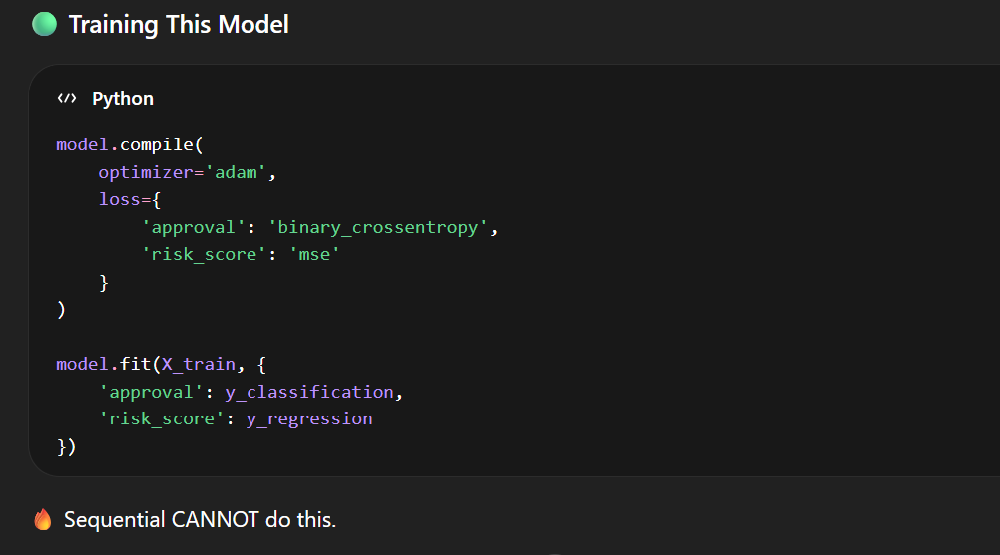 Training This Model
Python
model.compile(
    optimizer='adam',
    loss={
        'approval': 'binary_crossentropy',
        'risk_score': 'mse'
    }
)
model.fit(X_train, {
    'approval': y_classification,
    'risk_score': y_regression
})
Sequential CANNOT do this.